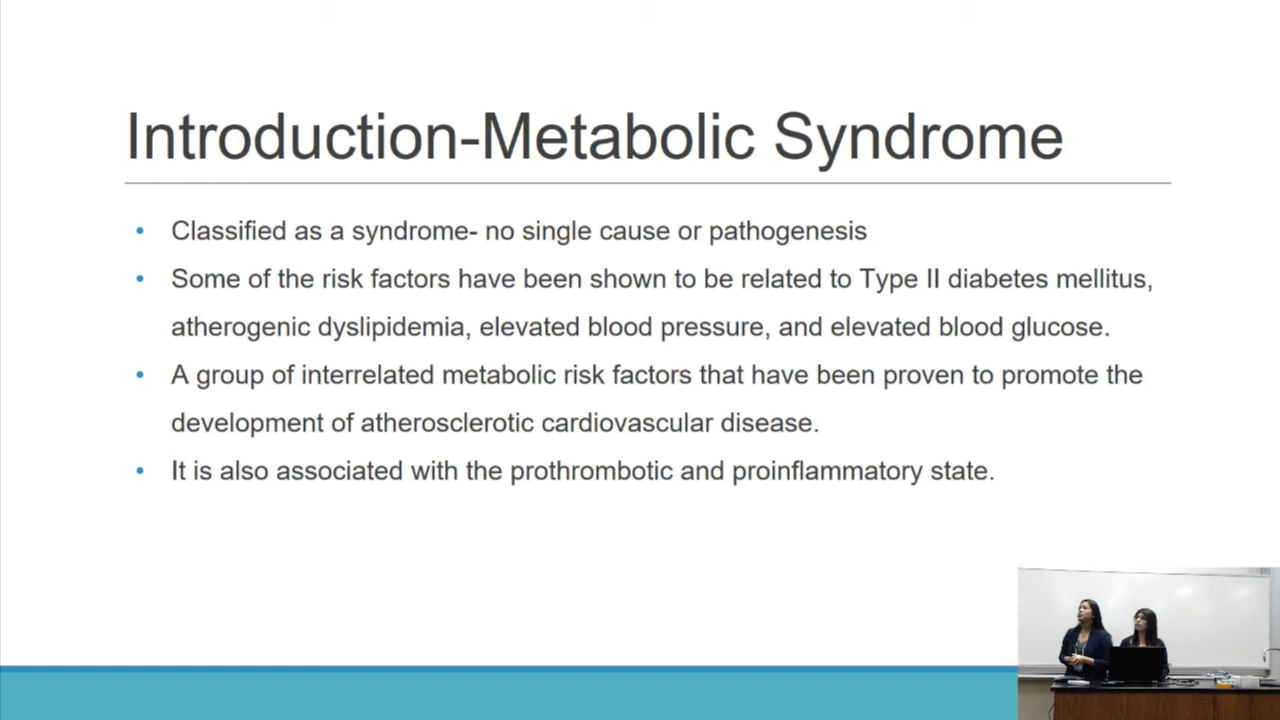 Introduction-Metabolic Syndrome
• Classified as a syndrome- no single cause or pathogenesis
• Some of the risk factors have been shown to be related to Type II diabetes mellitus,
atherogenic dyslipidemia, elevated blood pressure, and elevated blood glucose.
• A group of interrelated metabolic risk factors that have been proven to promote the
development of atherosclerotic cardiovascular disease.
• It is also associated with the prothrombotic and proinflammatory state.